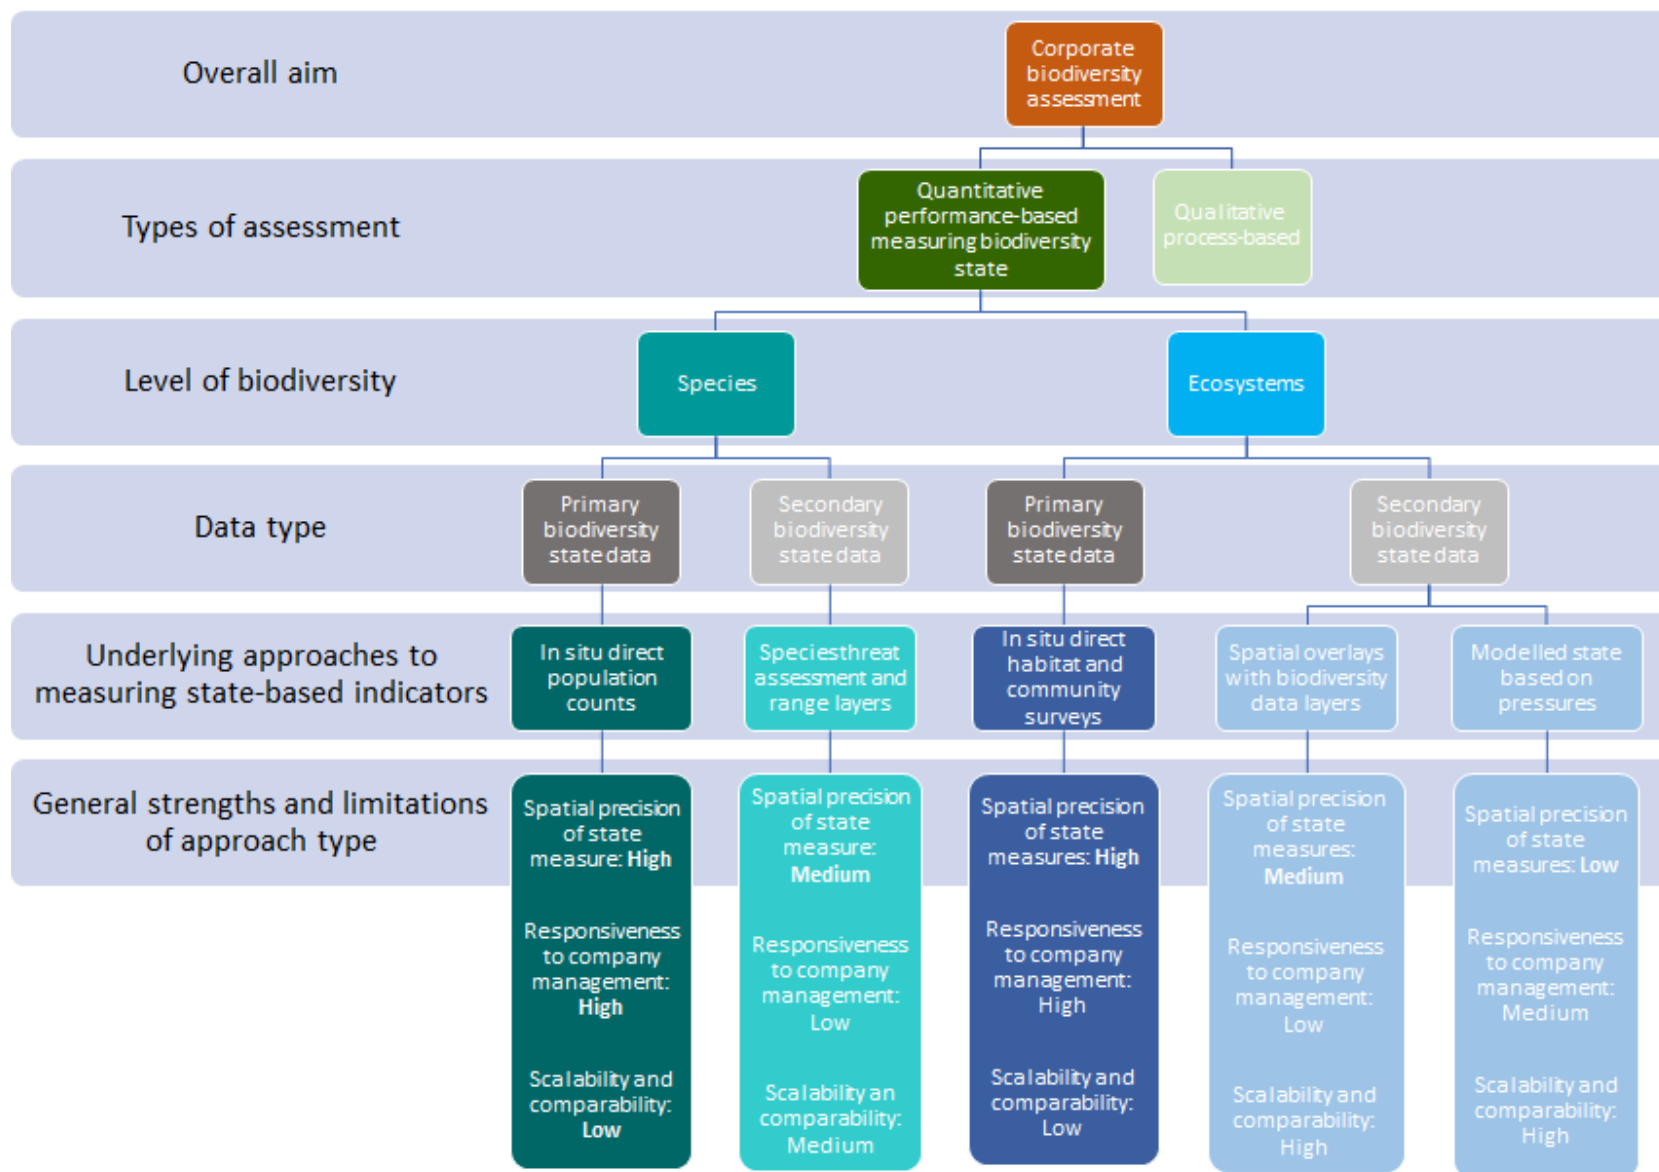 Overall aim
Corporate
biodiversity
assessment
Types of assessment
Quantitative
performance-based
measuring biodiversity
state
Qualitative
process-based
Level of biodiversity
Species
Ecosystems
Data type
Primary
biodiversity
state data
Secondary
biodiversity
state data
Primary
biodiversity
state data
Secondary
biodiversity
state data
Underlying approaches to
measuring state-based indicators
In situ direct
population
counts
Speciesthreat
assessment and
range layers
In situ direct
habitat and
community
surveys
Spatial overlays
with biodiversity
data layers
Modelled state
based on
pressures
General strengths and limitations
of approach type
Spatial precision
of state
measure: High
Responsiveness
to company
management:
High
Scalability and
comparability:
Low
Spatial precision
of state
measure:
Medium
Responsiveness
to company
management:
Low
Scalability an
comparability:
Medium
Spatial precision
of state
measures: High
Responsiveness
to company
management:
High
Scalability and
comparability:
Low
Spatial precision
of state
measures:
Medium
Responsiveness
to company
management:
Low
Scalability and
comparability:
High
Spatial precision
of state
measures: Low
Responsiveness
to company
management:
Medium
Scalability and
comparability:
High